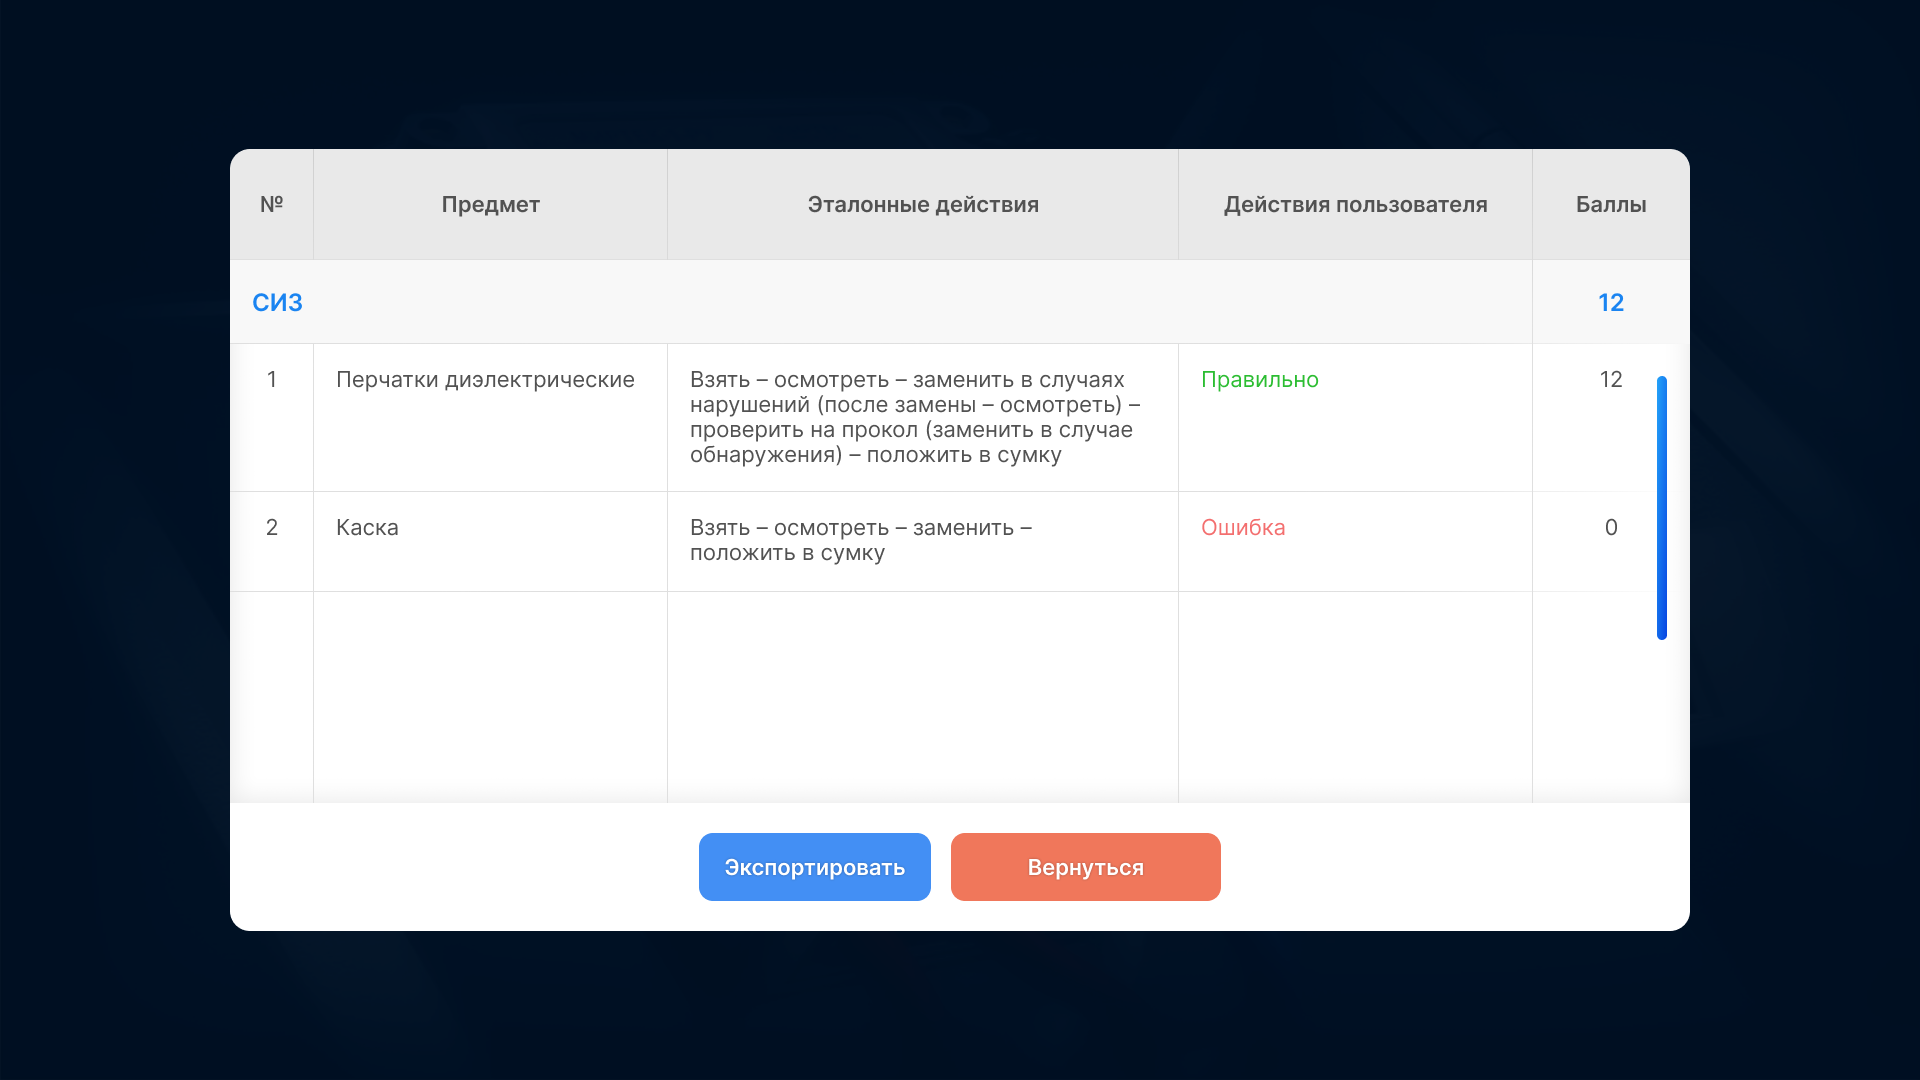 № Предмет Эталонные действия Действия пользователя Баллы
СИЗ 12
1 Перчатки диэлектрические Взять – осмотреть – заменить в случаях Правильно 12
нарушений (после замены – осмотреть) –
проверить на прокол (заменить в случае
обнаружения) – положить в сумку
2 Каска Взять – осмотреть – заменить – Ошибка 0
положить в сумку
Экспортировать Вернуться